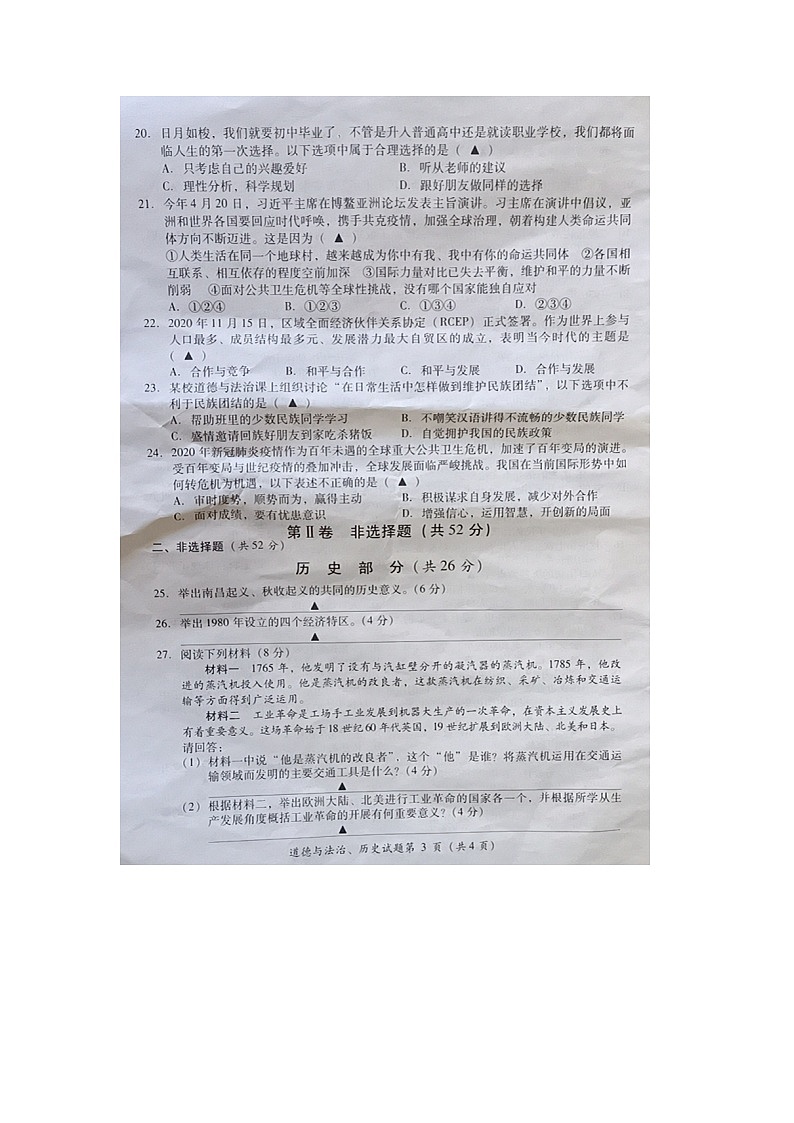 20. 日月如梭，我们就要初中毕业了，不管是升入普通高中还是就读职业学校，我们都将面
临人生的第一次选择。以下选项中属于合理选择的是（ ▲ ）
A. 只考虑自己的兴趣爱好 B. 听从老师的建议
C. 理性分析，科学规划 D. 跟好朋友做同样的选择
21. 今年4月20日，习近平主席在博鳌亚洲论坛发表主旨演讲。习主席在演讲中倡议，亚
洲和世界各国要回应时代呼唤，携手共克疫情，加强全球治理，朝着构建人类命运共同
体方向不断迈进。这是因为（ ▲ ）
①人类生活在同一个地球村，越来越成为你中有我、我中有你的命运共同体 ②各国相
互联系、相互依存的程度空前加深 ③国际力量对比已失去平衡，维护和平的力量不断
削弱 ④面对公共卫生危机等全球性挑战，没有哪个国家能独自应对
A. ①②④ B. ①②③ C. ①③④ D. ②③④
22. 2020年11月15日，区域全面经济伙伴关系协定（RCEP）正式签署。作为世界上参与
人口最多、成员结构最多元、发展潜力最大自贸区的成立，表明当今时代的主题是
（ ▲ ）
A. 合作与竞争 B. 和平与合作 C. 和平与发展 D. 合作与发展
23. 某校道德与法治课上组织讨论“在日常生活中怎样做到维护民族团结”，以下选项中不
利于民族团结的是（ ▲ ）
A. 帮助班里的少数民族同学学习 B. 不嘲笑汉语讲得不流畅的少数民族同学
C. 盛情邀请回族好朋友到家吃杀猪饭 D. 自觉拥护我国的民族政策
24. 2020年新冠肺炎疫情作为百年未遇的全球重大公共卫生危机，加速了百年变局的演进。
受百年变局与世纪疫情的叠加冲击，全球发展面临严峻挑战。我国在当前国际形势中如
何转危机为机遇，以下表述不正确的是（ ▲ ）
A. 审时度势，顺势而为，赢得主动 B. 积极谋求自身发展，减少对外合作
C. 面对成绩，要有忧患意识 D. 增强信心，运用智慧，开创新的局面
第Ⅱ卷 非选择题（共52分）
二、非选择题（共52分）
历 史 部 分（共26分）
25. 举出南昌起义、秋收起义的共同的历史意义。（6分）
▲
26. 举出1980年设立的四个经济特区。（4分）
▲
27. 阅读下列材料（8分）
材料一 1765年，他发明了设有与汽缸壁分开的凝汽器的蒸汽机。1785年，他改
进的蒸汽机投入使用。他是蒸汽机的改良者，这款蒸汽机在纺织、采矿、冶炼和交通运
输等方面得到广泛运用。
材料二 工业革命是工场手工业发展到机器大生产的一次革命，在资本主义发展史上
有着重要意义。这场革命始于18世纪60年代英国，19世纪扩展到欧洲大陆、北美和日本。
请回答：
（1）材料一中说“他是蒸汽机的改良者”，这个“他”是谁？将蒸汽机运用在交通运
输领域而发明的主要交通工具是什么？（4分）
▲
（2）根据材料二，举出欧洲大陆、北美进行工业革命的国家各一个，并根据所学从生
产发展角度概括工业革命的开展有何重要意义？（4分）
▲
道德与法治、历史试题第 3 页（共4页）